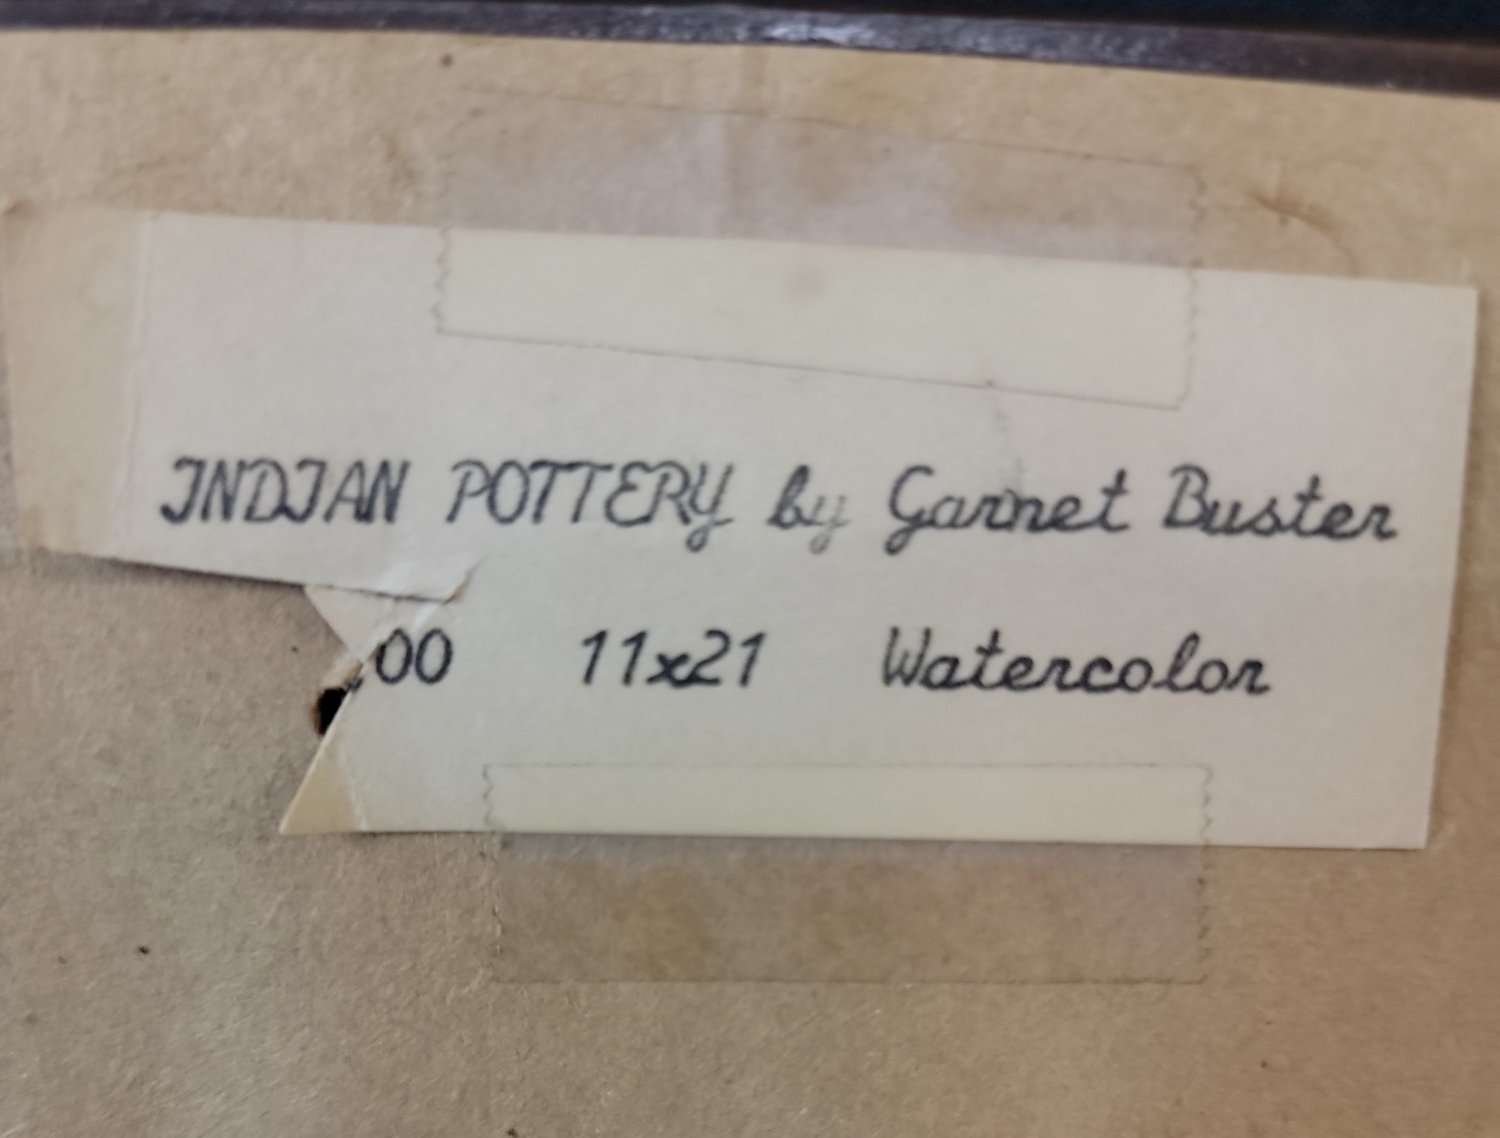 INDIAN POTTERY by Garnet Buster
00 11x21 Watercolor